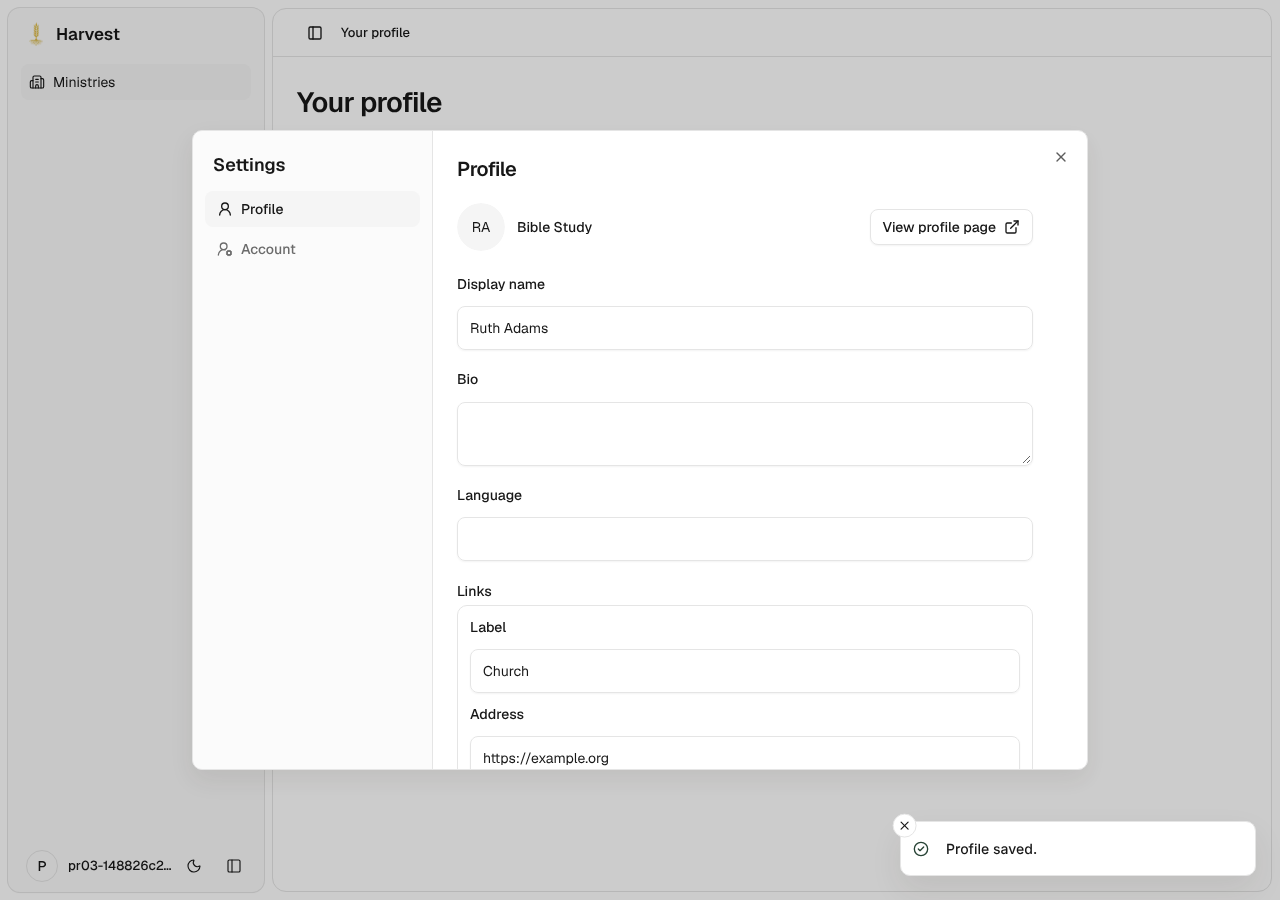 Harvest
Your profile
Ministries
Your profile
Settings
Profile
Account
Profile
RA
Bible Study
View profile page
Display name
Ruth Adams
Bio
Language
Links
Label
Church
Address
https://example.org
P
pr03-148826c2…
Profile saved.